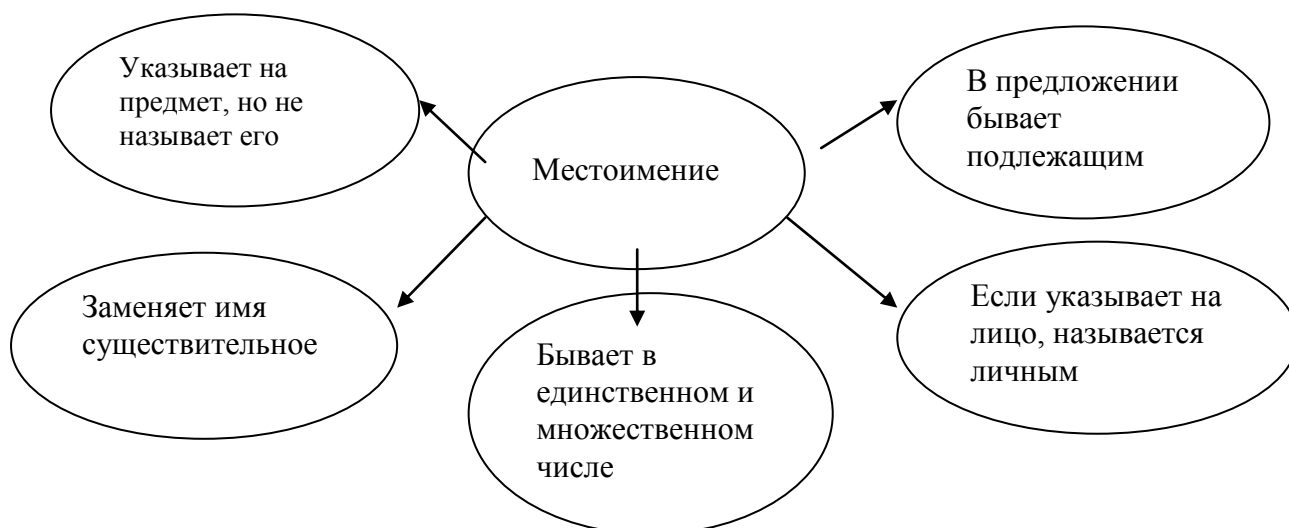 Указывает на
предмет, но не
называет его
Местоимение
В предложении
бывает
подлежащим
Заменяет имя
существительное
Бывает в
единственном и
множественном
числе
Если указывает на
лицо, называется
личным